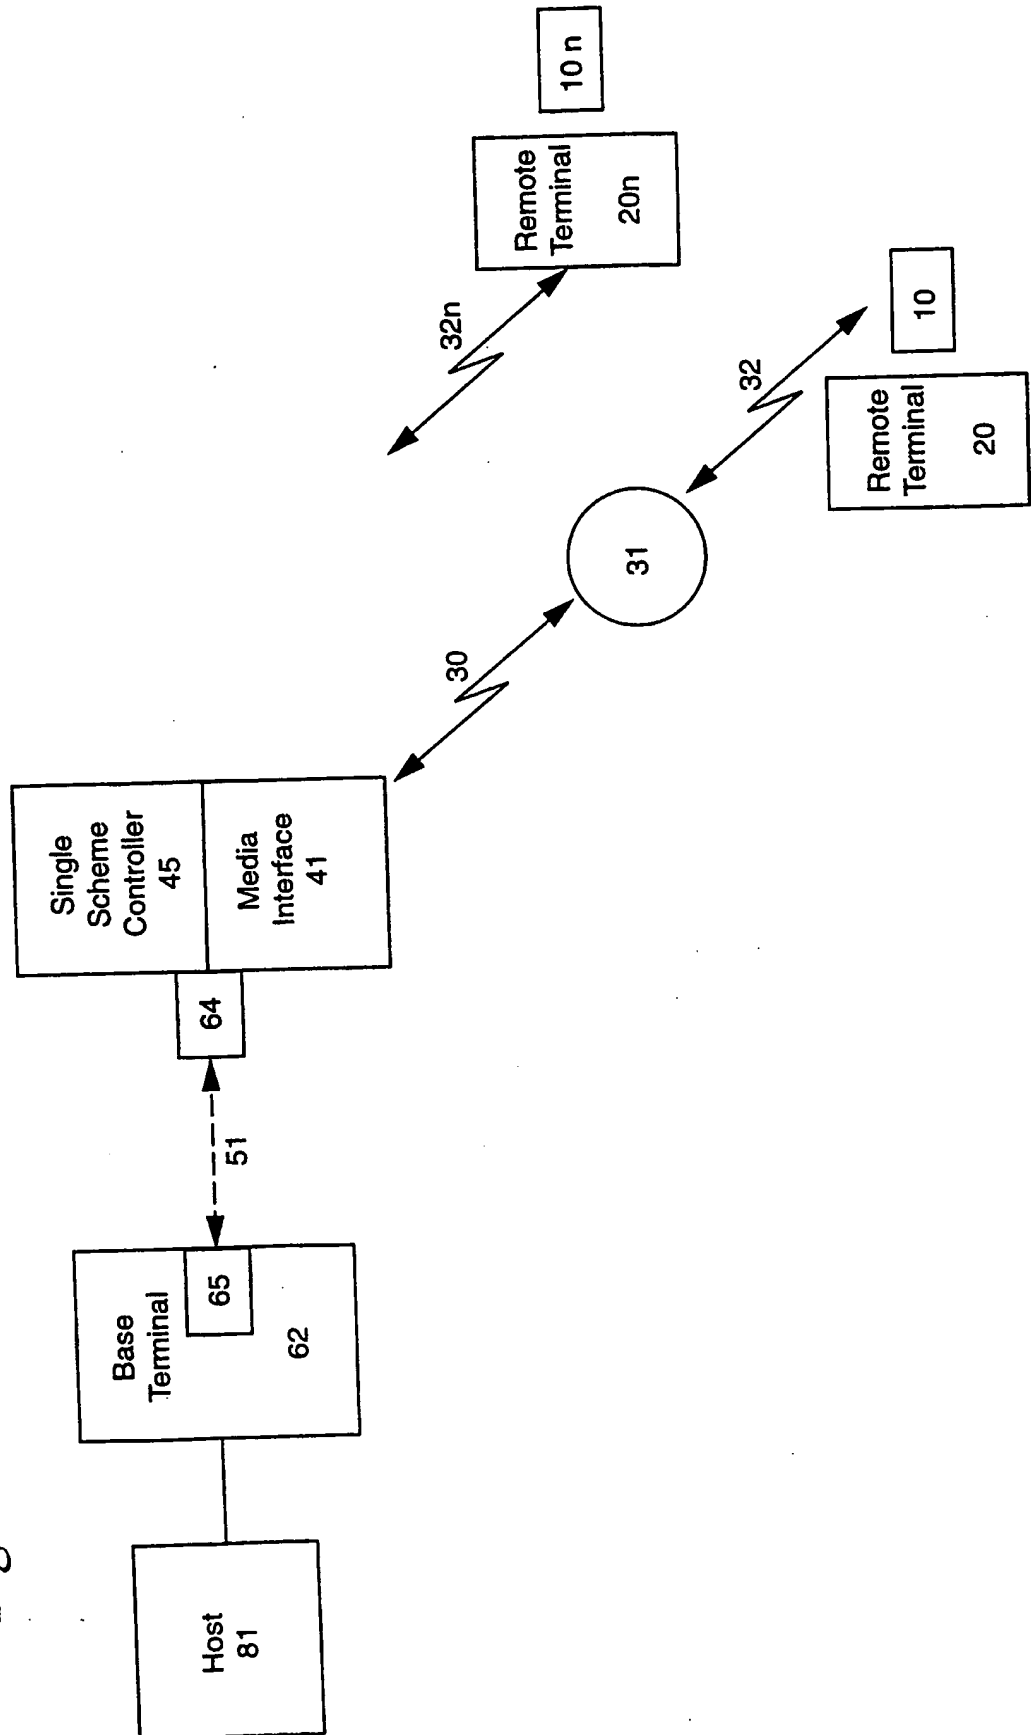 Host
81
Base
Terminal
65
62
51
64
Single
Scheme
Controller
45
Media
Interface
41
30
31
32n
32
Remote
Terminal
20n
10 n
Remote
Terminal
20
10